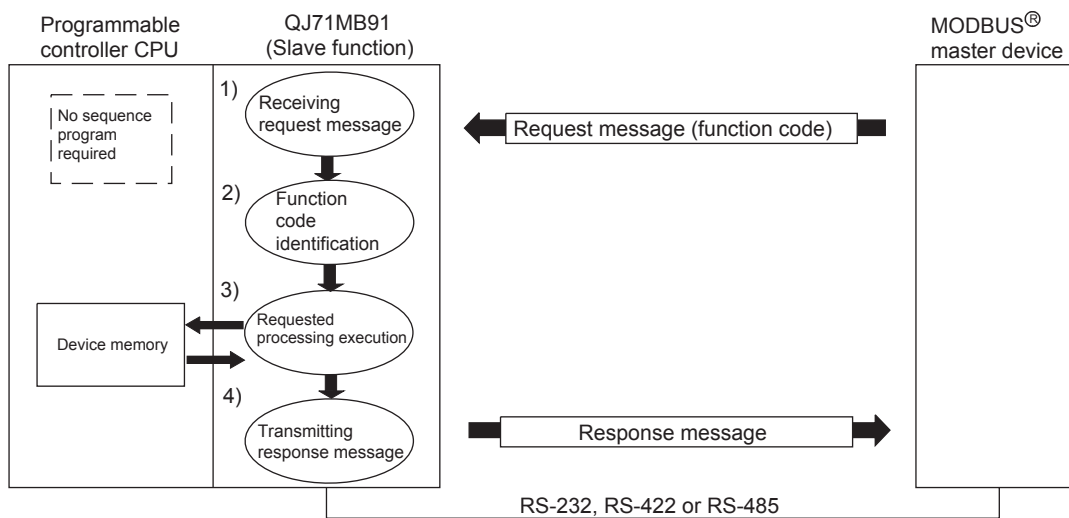 Programmable
controller CPU
QJ71MB91
(Slave function)
MODBUS®
master device
No sequence
program
required
1)
Receiving
request message
Request message (function code)
2)
Function
code
identification
3)
Requested
processing execution
Device memory
4)
Transmitting
response message
Response message
RS-232, RS-422 or RS-485